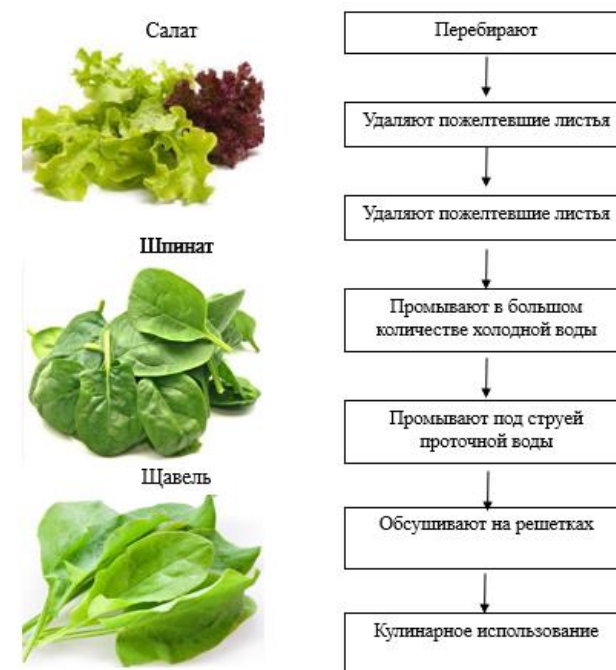 Салат
Шпинат
Щавель
Перебирают
Удаляют пожелтевшие листья
Удаляют пожелтевшие листья
Промывают в большом
количестве холодной воды
Промывают под струей
проточной воды
Обсушивают на решетках
Кулинарное использование